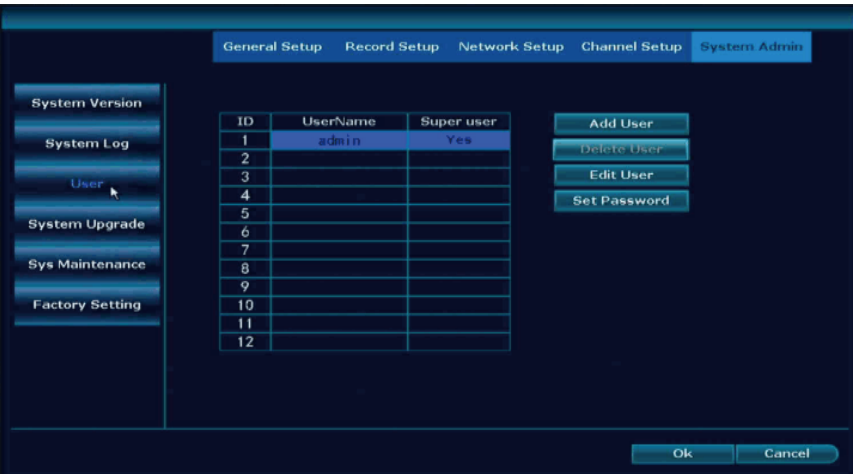 General Setup Record Setup Network Setup Channel Setup System Admin
System Version
System Log
User
System Upgrade
Sys Maintenance
Factory Setting
ID UserName Super user
1 admin Yes
2
3
4
5
6
7
8
9
10
11
12
Add User
Delete User
Edit User
Set Password
Ok Cancel